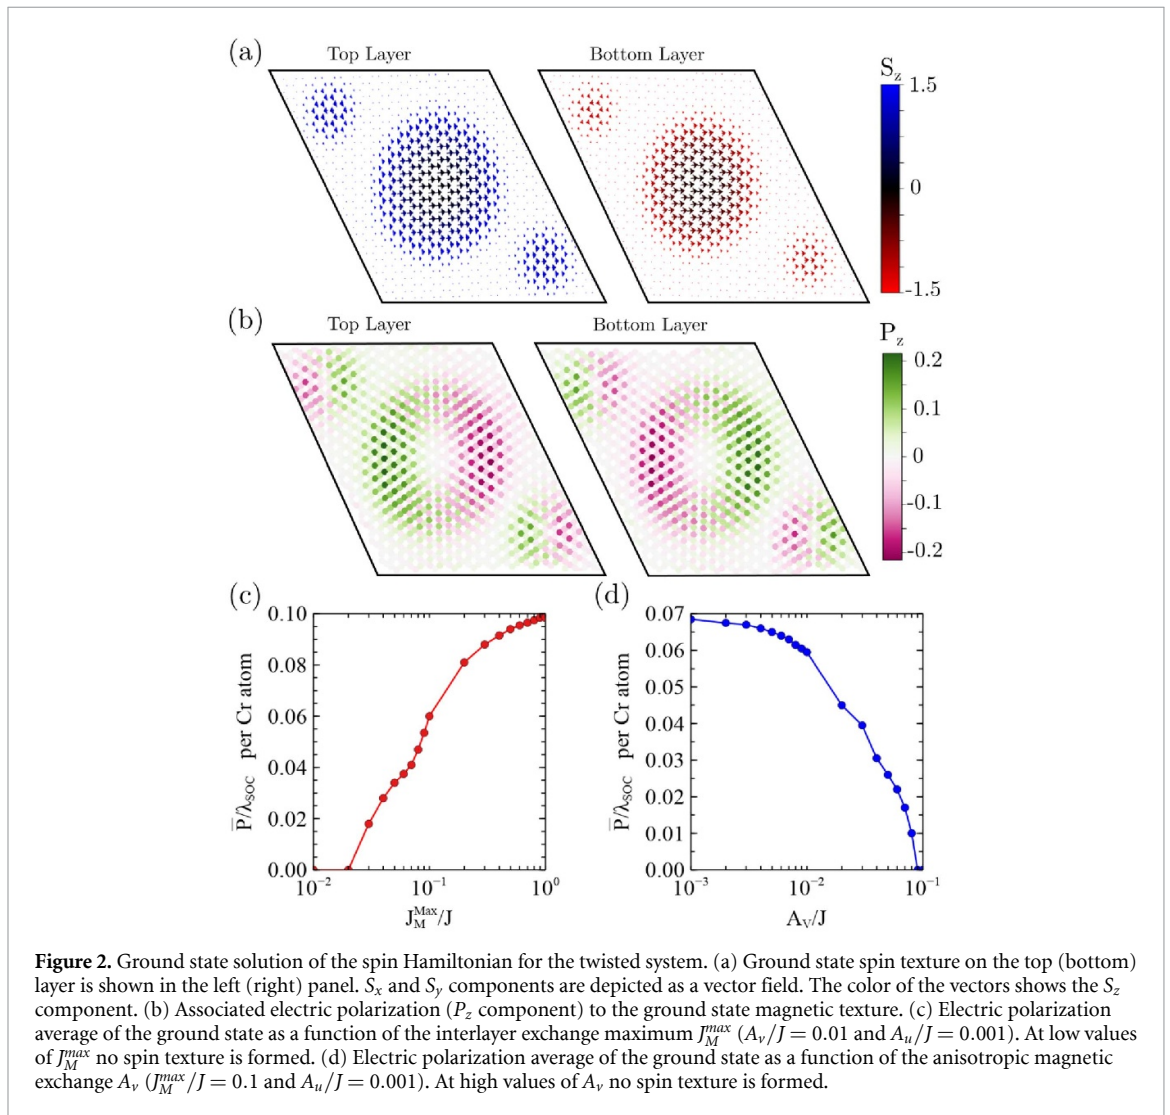 (a)
Top Layer
Bottom Layer
S_z
1.5
0
-1.5
(b)
Top Layer
Bottom Layer
P_z
0.2
0.1
0
-0.1
-0.2
(c)
(d)
0.10
0.08
0.06
0.04
0.02
0.00
P̅/λ_SOC per Cr atom
10^-2
10^-1
10^0
J_M^Max/J
0.07
0.06
0.05
0.04
0.03
0.02
0.01
0
P̅/λ_SOC per Cr atom
10^-3
10^-2
10^-1
A_V/J
Figure 2. Ground state solution of the spin Hamiltonian for the twisted system. (a) Ground state spin texture on the top (bottom)
layer is shown in the left (right) panel. S_x and S_y components are depicted as a vector field. The color of the vectors shows the S_z
component. (b) Associated electric polarization (P_z component) to the ground state magnetic texture. (c) Electric polarization
average of the ground state as a function of the interlayer exchange maximum J_M^max (A_v/J = 0.01 and A_u/J = 0.001). At low values
of J_M^max no spin texture is formed. (d) Electric polarization average of the ground state as a function of the anisotropic magnetic
exchange A_v (J_M^max/J = 0.1 and A_u/J = 0.001). At high values of A_v no spin texture is formed.